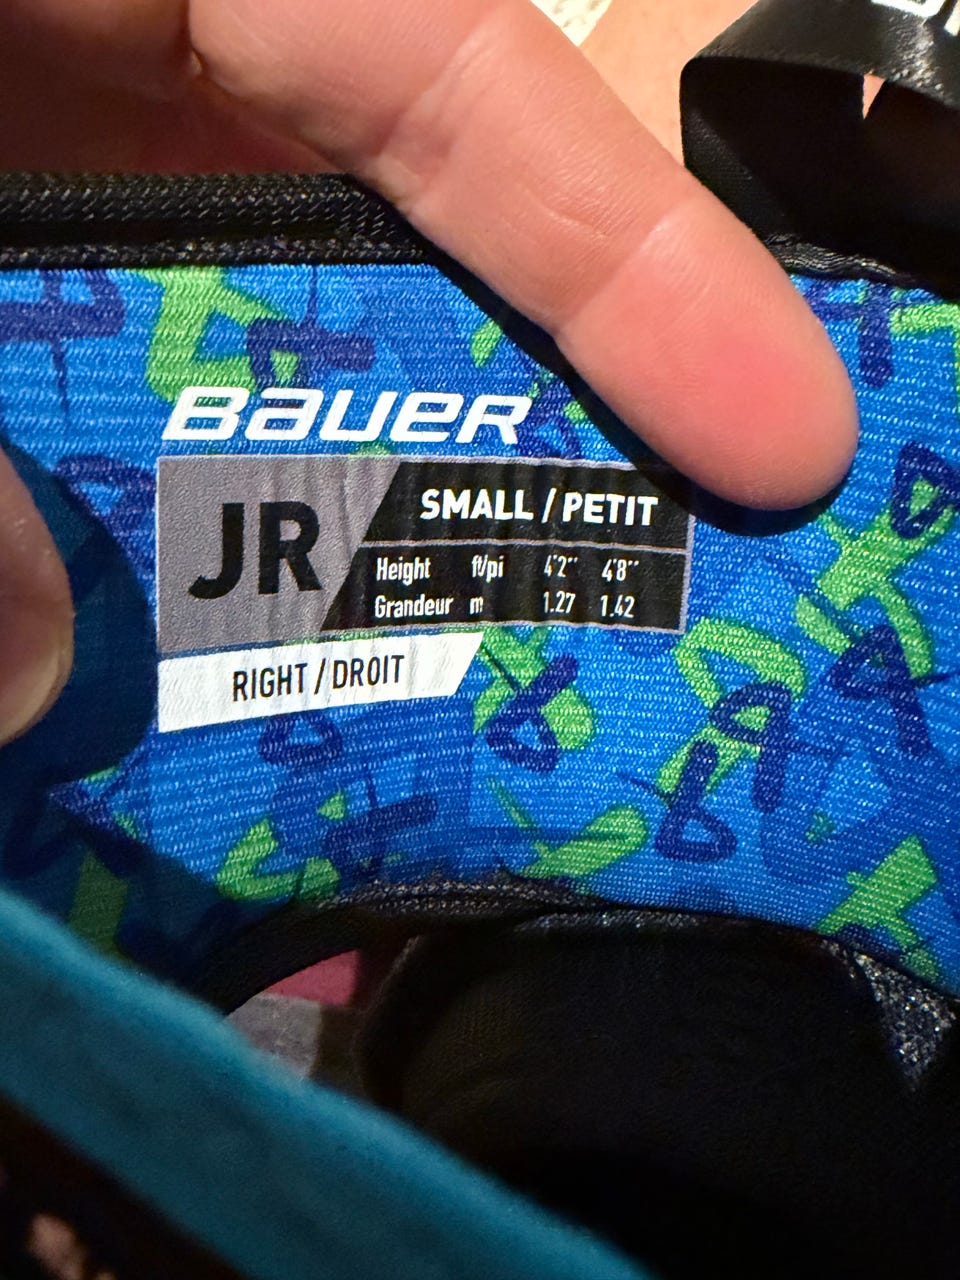 BAUER
JR
SMALL / PETIT
Height ft/pi 4'2" 4'8"
Grandeur m 1.27 1.42
RIGHT / DROIT